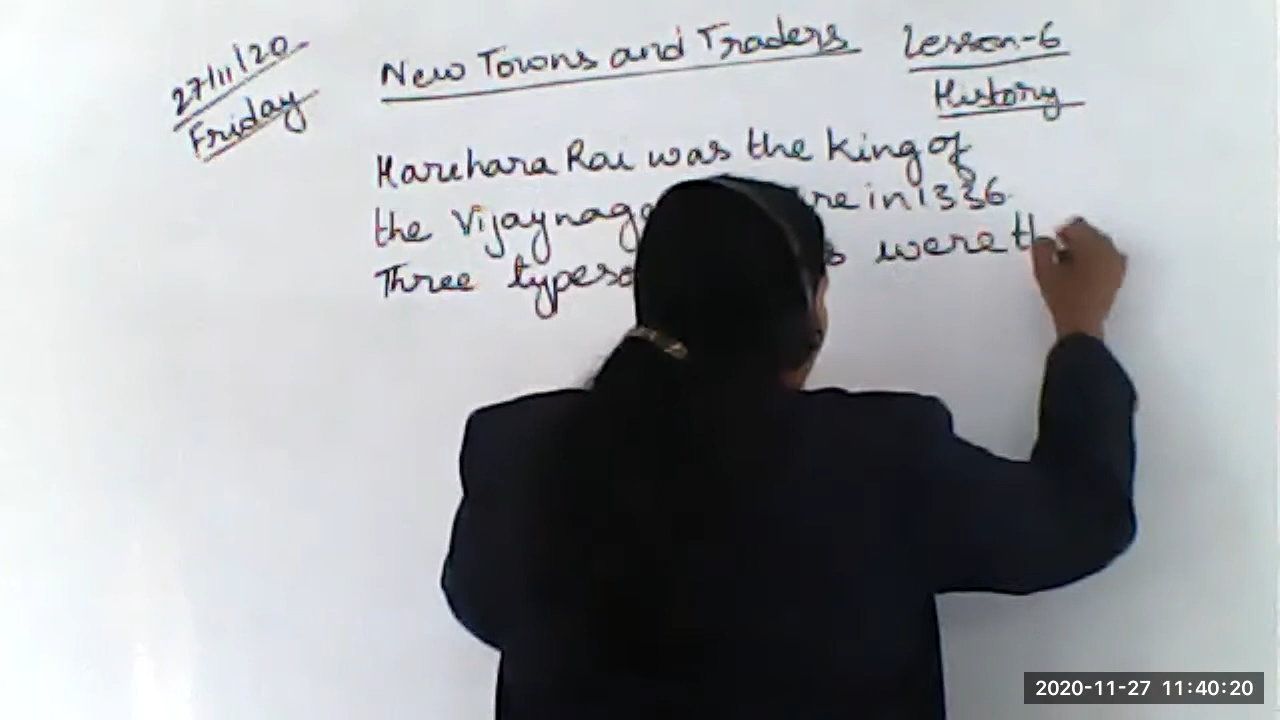 27/11/20
Friday
New Towns and Traders
Lesson-6
History
Harihara Rai was the king of
the Vijaynaga re in 1336.
Three types o s were th
2020-11-27 11:40:20